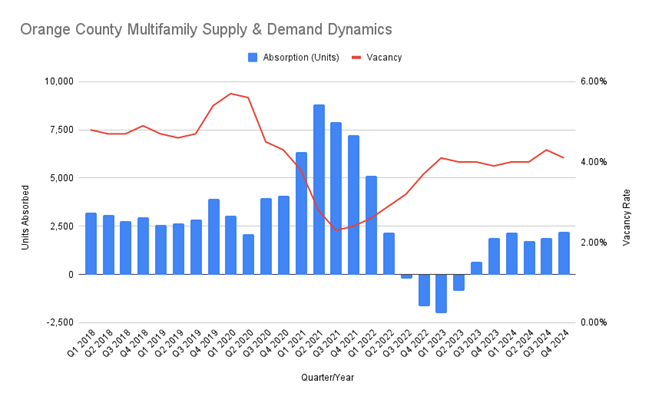 Orange County Multifamily Supply & Demand Dynamics
Absorption (Units) Vacancy
10,000
7,500
5,000
2,500
0
-2,500
Units Absorbed
6.00%
4.00%
2.00%
0.00%
Vacancy Rate
Q1 2018
Q2 2018
Q3 2018
Q4 2018
Q1 2019
Q2 2019
Q3 2019
Q4 2019
Q1 2020
Q2 2020
Q3 2020
Q4 2020
Q1 2021
Q2 2021
Q3 2021
Q4 2021
Q1 2022
Q2 2022
Q3 2022
Q4 2022
Q1 2023
Q2 2023
Q3 2023
Q4 2023
Q1 2024
Q2 2024
Q3 2024
Q4 2024
Quarter/Year